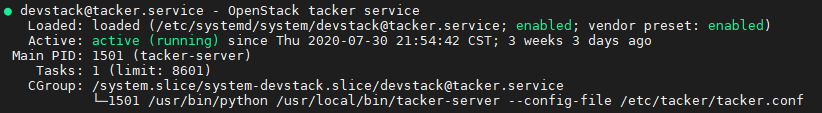 ● devstack@tacker.service - OpenStack tacker service
   Loaded: loaded (/etc/systemd/system/devstack@tacker.service; enabled; vendor preset: enabled)
   Active: active (running) since Thu 2020-07-30 21:54:42 CST; 3 weeks 3 days ago
 Main PID: 1501 (tacker-server)
    Tasks: 1 (limit: 8601)
   CGroup: /system.slice/system-devstack.slice/devstack@tacker.service
           └─1501 /usr/bin/python /usr/local/bin/tacker-server --config-file /etc/tacker/tacker.conf